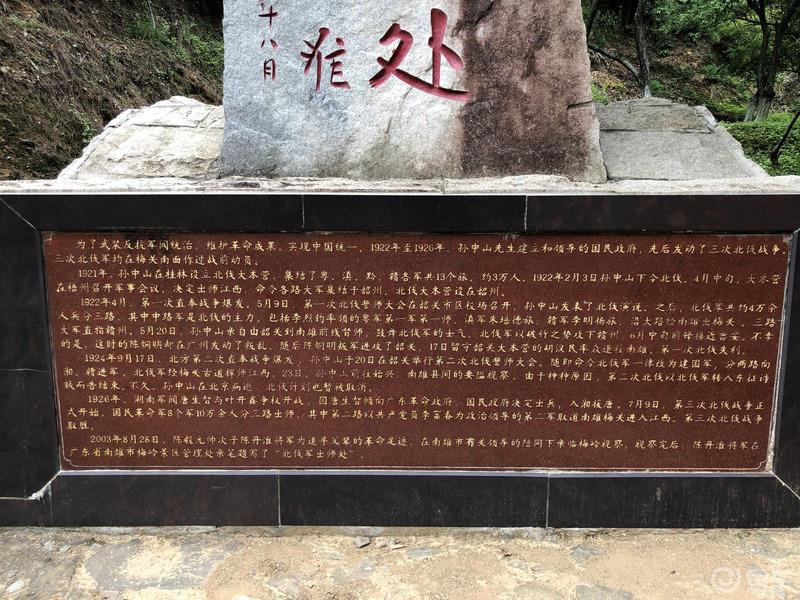 处
淮
年八月
为了武装反抗军阀统治，维护革命成果，实现中国统一，1922年至1926年，孙中山先生建立和领导的国民政府，先后发动了三次北伐战争。
三次北伐军均在梅关南面作过战前动员。
1921年，孙中山在桂林设立北伐大本营，集结了粤、滇、黔、赣各军共13个旅，约3万人。1922年2月3日孙中山下令北伐。4月中旬，大本营
在梧州召开军事会议，决定出师江西，命令各路大军集结于韶州，北伐大本营设在韶州。
1922年4月，第一次直奉战争爆发。5月9日，第一次北伐誓师大会在韶关市区校场召开，孙中山发表了北伐演说。之后，北伐军共约4万余
人兵分三路，其中中路军是北伐的主力，包括李烈钧率领的粤军第一军第一师，滇军朱培德旅，赣军李明扬旅，沿大路经南雄出梅关，三路
大军直指赣州。5月20日，孙中山亲自由韶关到南雄前线督师，鼓舞北伐军的士气。北伐军以破竹之势攻下赣州，6月中旬前锋接近吉安。不幸
的是，这时的陈炯明却在广州发动了叛乱，随后陈炯明叛军进攻了韶关，17日留守韶关大本营的胡汉民率众退往南雄。第一次北伐失利。
1924年9月17日，北方第二次直奉战争爆发，孙中山于20日在韶关举行第二次北伐誓师大会。随即命令北伐军一律改为建国军，分两路向
湘、赣进军。北伐军经梅关古道挥师江西，23日，孙中山前往始兴、南雄县间的要隘视察。由于种种原因，第二次北伐以北伐军转入东征讨
贼而告结束。不久，孙中山在北京病逝，北伐计划也暂被取消。
1926年，湖南军阀唐生智与叶开鑫争权开战，因唐生智倾向广东革命政府，国民政府决定出兵，入湘援唐。7月9日，第三次北伐战争正
式开始。国民革命军8个军10万余人分三路出师，其中第二路以共产党员李富春为政治领导的第二军取道南雄梅关进入江西。第三次北伐战争
取胜。
2003年8月28日，陈毅元帅次子陈丹淮将军为追寻父辈的革命足迹，在南雄市有关领导的陪同下亲临梅岭视察，视察完后，陈丹淮将军在
广东省南雄市梅岭景区管理处亲笔题写了“北伐军出师处”。